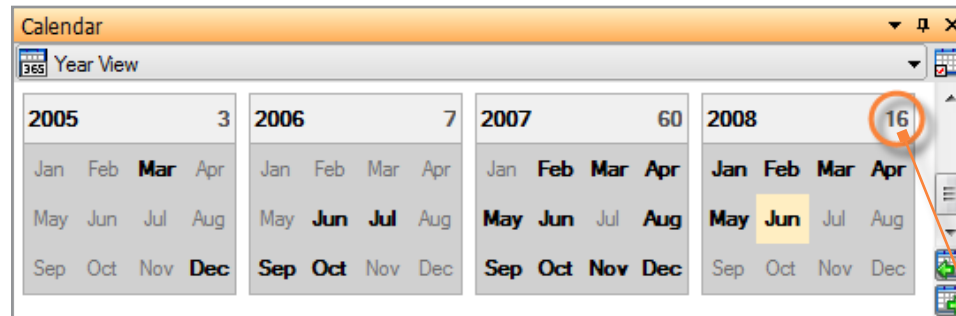 Calendar
365 Year View
2005 3 2006 7 2007 60 2008 16
Jan Feb Mar Apr Jan Feb Mar Apr Jan Feb Mar Apr Jan Feb Mar Apr
May Jun Jul Aug May Jun Jul Aug May Jun Jul Aug May Jun Jul Aug
Sep Oct Nov Dec Sep Oct Nov Dec Sep Oct Nov Dec Sep Oct Nov Dec